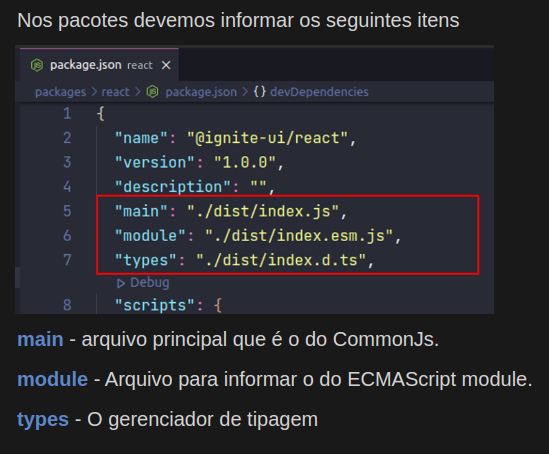 Nos pacotes devemos informar os seguintes itens
package.json react ×
packages > react > package.json > {} devDependencies
1 {
2 "name": "@ignite-ui/react",
3 "version": "1.0.0",
4 "description": "",
5 "main": "./dist/index.js",
6 "module": "./dist/index.esm.js",
7 "types": "./dist/index.d.ts",
Debug
8 "scripts": {
main - arquivo principal que é o do CommonJs.
module - Arquivo para informar o do ECMAScript module.
types - O gerenciador de tipagem